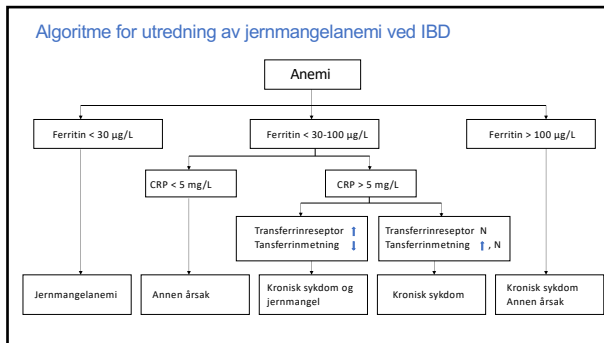 Algoritme for utredning av jernmangelanemi ved IBD
Anemi
Ferritin < 30 µg/L
Ferritin < 30-100 µg/L
Ferritin > 100 µg/L
CRP < 5 mg/L
CRP > 5 mg/L
Transferrinreseptor ↑
Tansferrinmetning ↓
Transferrinreseptor N
Tansferrinmetning ↑ , N
Jernmangelanemi
Annen årsak
Kronisk sykdom og
jernmangel
Kronisk sykdom
Kronisk sykdom
Annen årsak